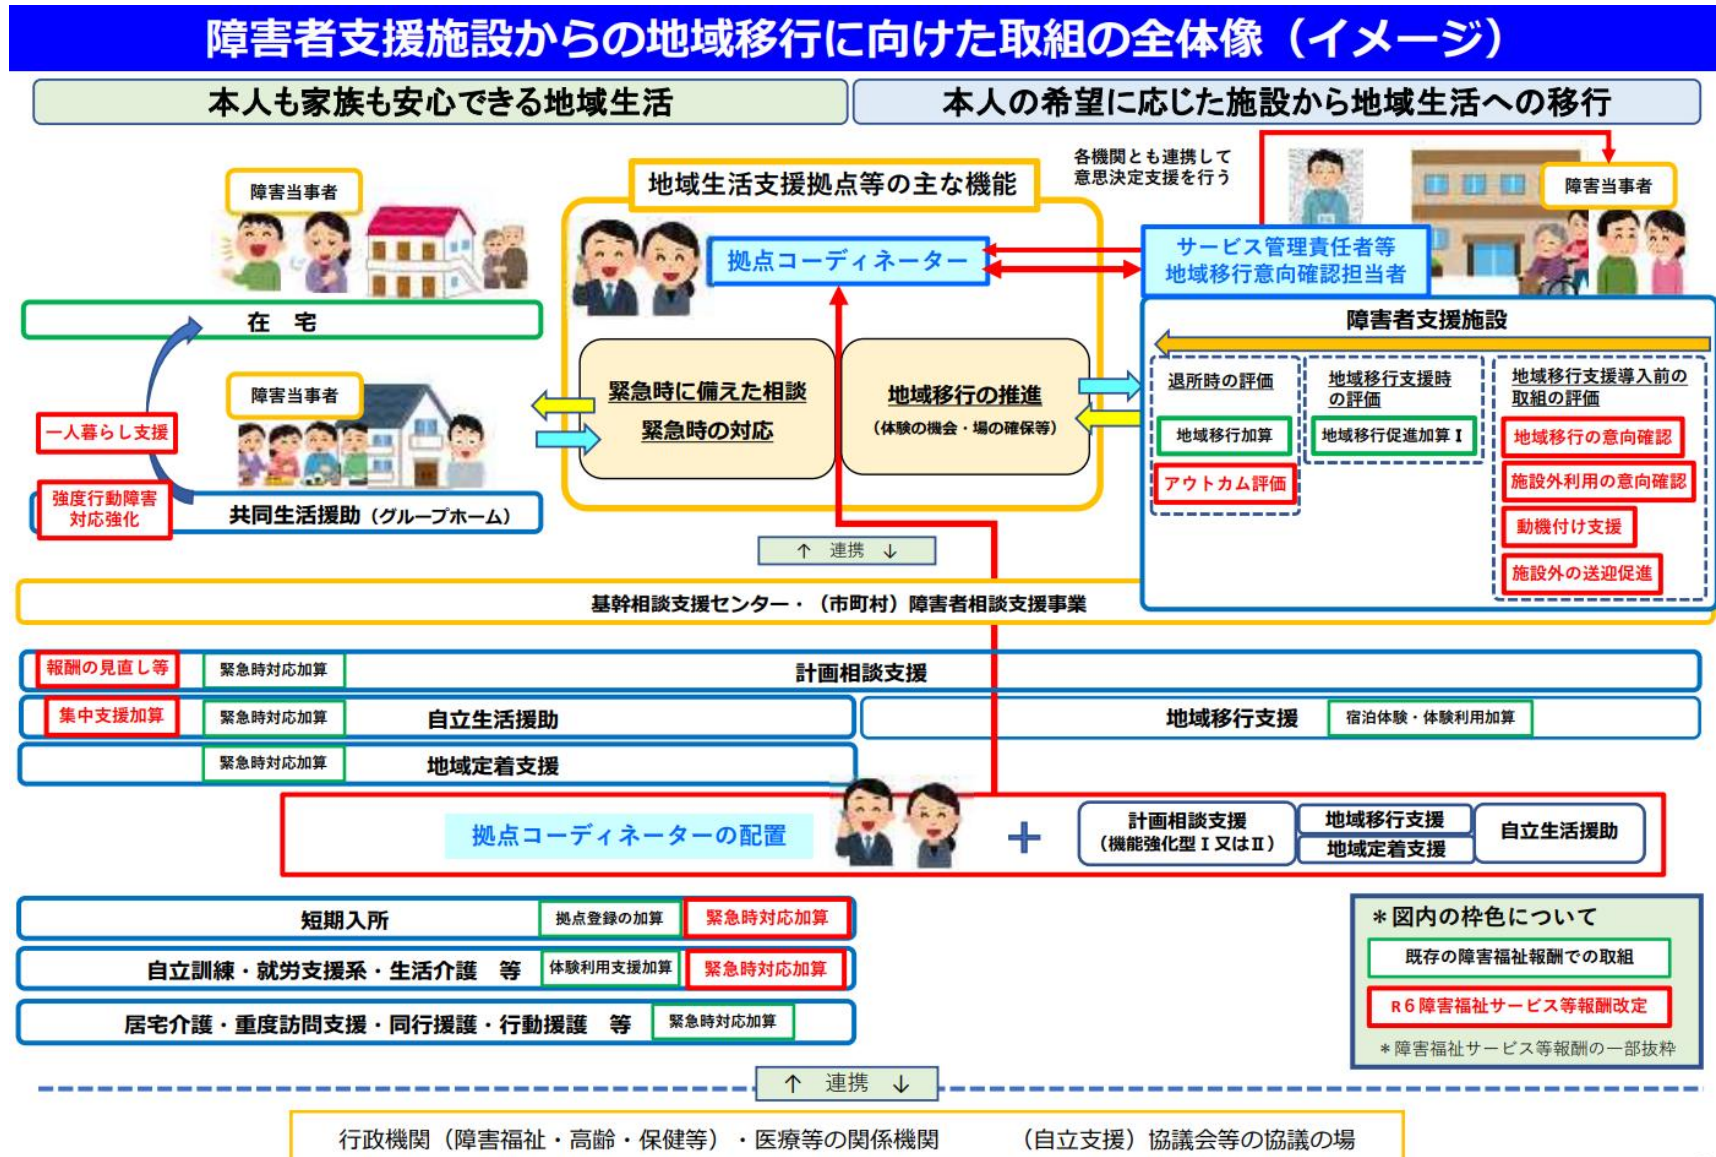 障害者支援施設からの地域移行に向けた取組の全体像（イメージ）
本人も家族も安心できる地域生活
本人の希望に応じた施設から地域生活への移行
障害当事者
在　宅
障害当事者
一人暮らし支援
強度行動障害
対応強化
共同生活援助（グループホーム）
地域生活支援拠点等の主な機能
拠点コーディネーター
緊急時に備えた相談
緊急時の対応
地域移行の推進
（体験の機会・場の確保等）
各機関とも連携して
意思決定支援を行う
障害当事者
サービス管理責任者等
地域移行意向確認担当者
障害者支援施設
退所時の評価
地域移行加算
アウトカム評価
地域移行支援時
の評価
地域移行促進加算Ⅰ
地域移行支援導入前の
取組の評価
地域移行の意向確認
施設外利用の意向確認
動機付け支援
施設外の送迎促進
↑　連携　↓
基幹相談支援センター・（市町村）障害者相談支援事業
報酬の見直し等
緊急時対応加算
計画相談支援
集中支援加算
緊急時対応加算
自立生活援助
地域移行支援
宿泊体験・体験利用加算
緊急時対応加算
地域定着支援
拠点コーディネーターの配置
＋
計画相談支援
（機能強化型Ⅰ又はⅡ）
地域移行支援
地域定着支援
自立生活援助
短期入所
拠点登録の加算
緊急時対応加算
自立訓練・就労支援系・生活介護　等
体験利用支援加算
緊急時対応加算
居宅介護・重度訪問支援・同行援護・行動援護　等
緊急時対応加算
＊図内の枠色について
既存の障害福祉報酬での取組
R６障害福祉サービス等報酬改定
＊障害福祉サービス等報酬の一部抜粋
↑　連携　↓
行政機関（障害福祉・高齢・保健等）・医療等の関係機関
（自立支援）協議会等の協議の場